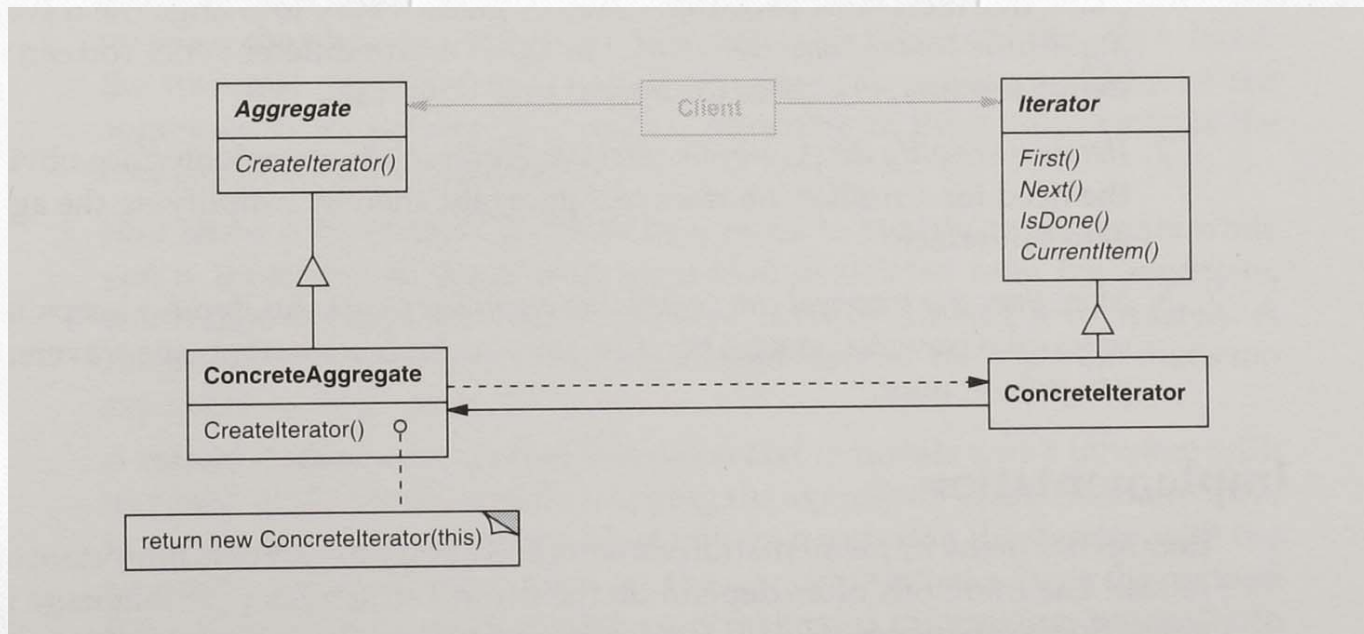 Aggregate
CreateIterator()
Client
Iterator
First()
Next()
IsDone()
CurrentItem()
ConcreteAggregate
CreateIterator()
ConcreteIterator
return new ConcreteIterator(this)
Implementation